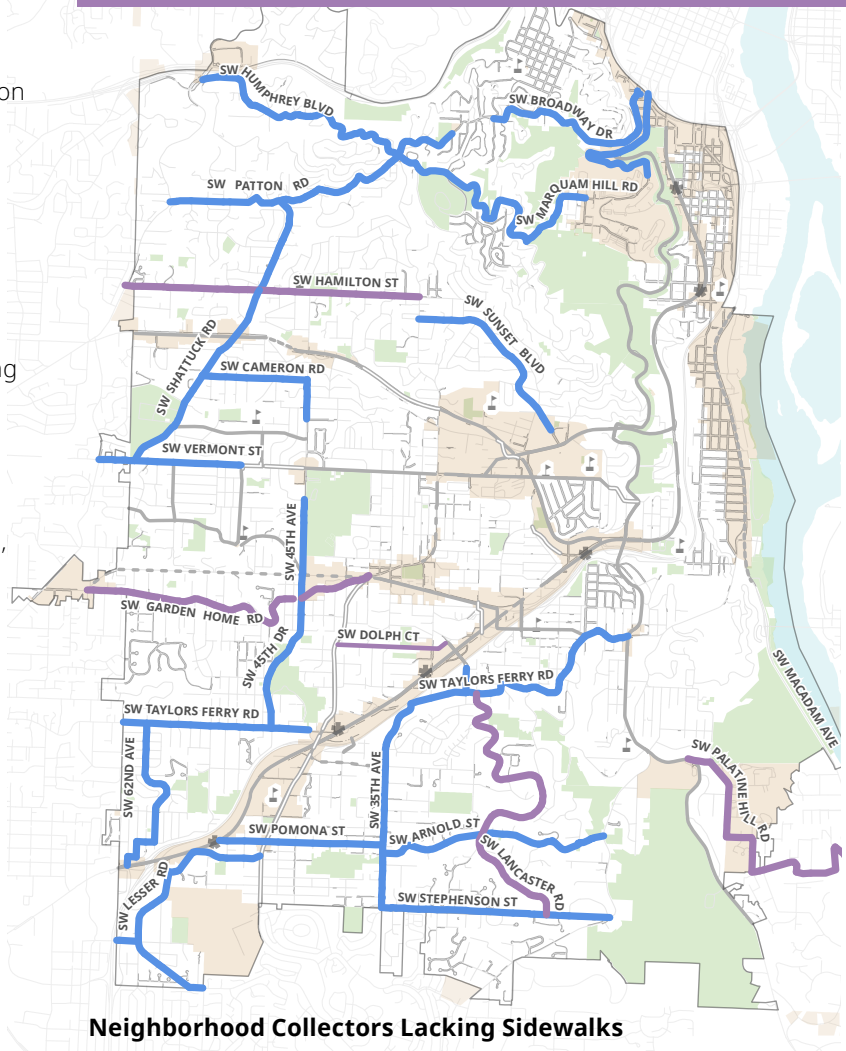 on
SW HUMPHREY BLVD
SW BROADWAY DR
SW PATTON RD
SW MARQUAM HILL RD
SW HAMILTON ST
SW SUNSET BLVD
SW SHATTUCK RD
ng
SW CAMERON RD
SW VERMONT ST
SW 45TH AVE
,
SW GARDEN HOME RD
SW DOLPH CT
SW 45TH DR
SW TAYLORS FERRY RD
SW MACADAM AVE
SW TAYLORS FERRY RD
SW 62ND AVE
SW 35TH AVE
SW PALATINE HILL RD
SW POMONA ST
SW ARNOLD ST
SW LANCASTER RD
SW LESSER RD
SW STEPHENSON ST
Neighborhood Collectors Lacking Sidewalks